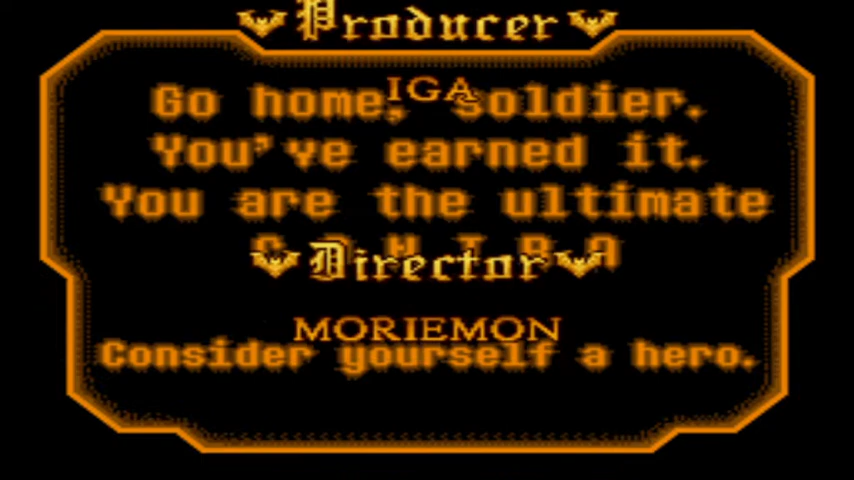 Producer
IGA
Go home, soldier.
You've earned it.
You are the ultimate
C O N T R A
Director
MORIEMON
Consider yourself a hero.